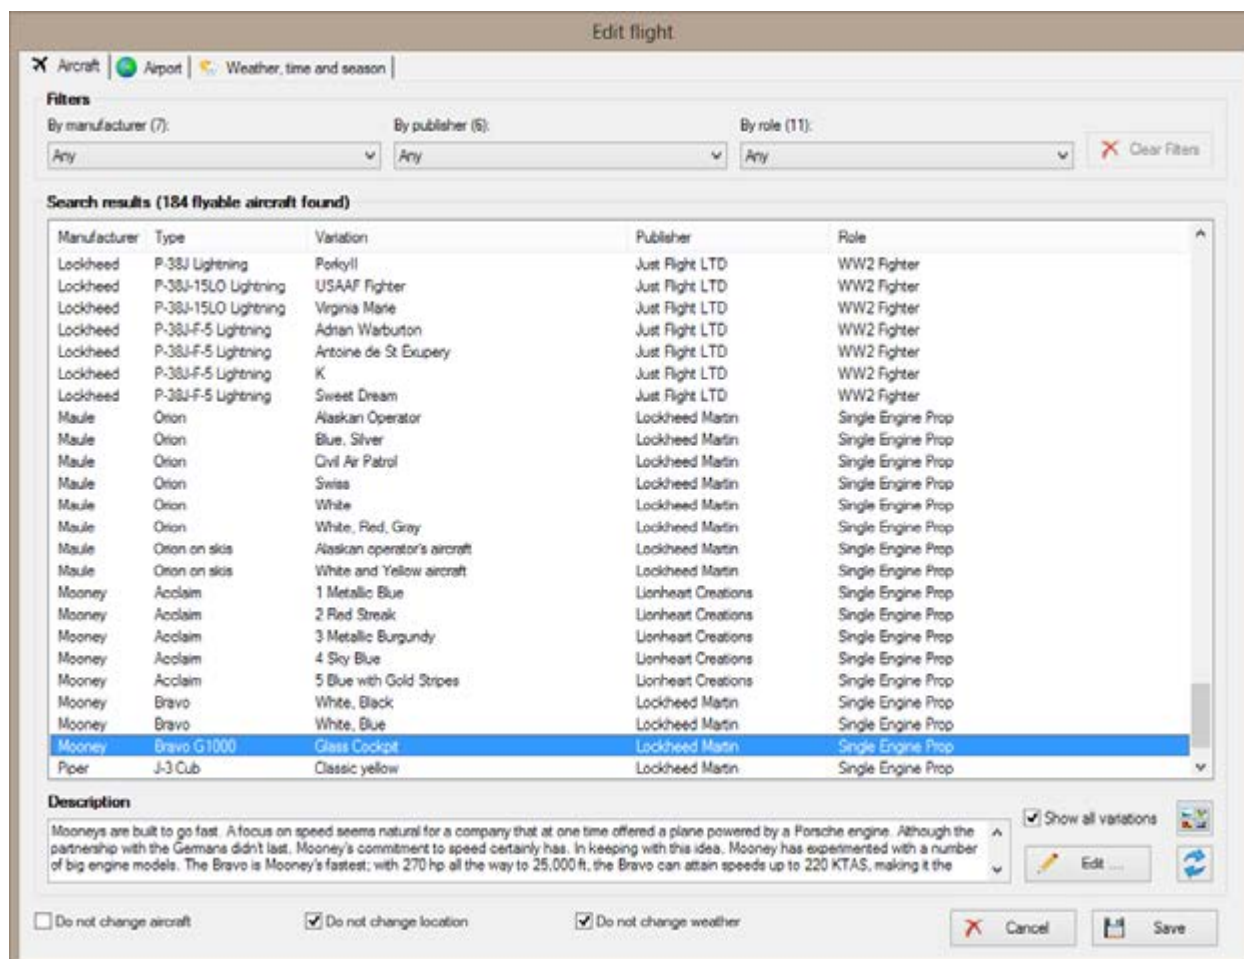 Edit flight
Aircraft Airport Weather, time and season
Filters
By manufacturer (7): By publisher (6): By role (11):
Any Any Any Clear Filters
Search results (184 flyable aircraft found)
Manufacturer Type Variation Publisher Role
Lockheed P-38J Lightning PorkyII Just Flight LTD WW2 Fighter
Lockheed P-38J-15LO Lightning USAAF Fighter Just Flight LTD WW2 Fighter
Lockheed P-38J-15LO Lightning Virginia Marie Just Flight LTD WW2 Fighter
Lockheed P-38J-F-5 Lightning Adrian Warburton Just Flight LTD WW2 Fighter
Lockheed P-38J-F-5 Lightning Antoine de St Exupery Just Flight LTD WW2 Fighter
Lockheed P-38J-F-5 Lightning K Just Flight LTD WW2 Fighter
Lockheed P-38J-F-5 Lightning Sweet Dream Just Flight LTD WW2 Fighter
Maule Orion Alaskan Operator Lockheed Martin Single Engine Prop
Maule Orion Blue, Silver Lockheed Martin Single Engine Prop
Maule Orion Civil Air Patrol Lockheed Martin Single Engine Prop
Maule Orion Swiss Lockheed Martin Single Engine Prop
Maule Orion White Lockheed Martin Single Engine Prop
Maule Orion White, Red, Gray Lockheed Martin Single Engine Prop
Maule Orion on skis Alaskan operator's aircraft Lockheed Martin Single Engine Prop
Maule Orion on skis White and Yellow aircraft Lockheed Martin Single Engine Prop
Mooney Acclaim 1 Metallic Blue Lionheart Creations Single Engine Prop
Mooney Acclaim 2 Red Streak Lionheart Creations Single Engine Prop
Mooney Acclaim 3 Metallic Burgundy Lionheart Creations Single Engine Prop
Mooney Acclaim 4 Sky Blue Lionheart Creations Single Engine Prop
Mooney Acclaim 5 Blue with Gold Stripes Lionheart Creations Single Engine Prop
Mooney Bravo White, Black Lockheed Martin Single Engine Prop
Mooney Bravo White, Blue Lockheed Martin Single Engine Prop
Mooney Bravo G1000 Glass Cockpit Lockheed Martin Single Engine Prop
Piper J-3 Cub Classic yellow Lockheed Martin Single Engine Prop
Description
Mooneys are built to go fast. A focus on speed seems natural for a company that at one time offered a plane powered by a Porsche engine. Although the
partnership with the Germans didn't last, Mooney's commitment to speed certainly has. In keeping with this idea, Mooney has experimented with a number
of big engine models. The Bravo is Mooney's fastest; with 270 hp all the way to 25,000 ft, the Bravo can attain speeds up to 220 KTAS, making it the
Show all variations
Edit ....
Do not change aircraft Do not change location Do not change weather Cancel Save